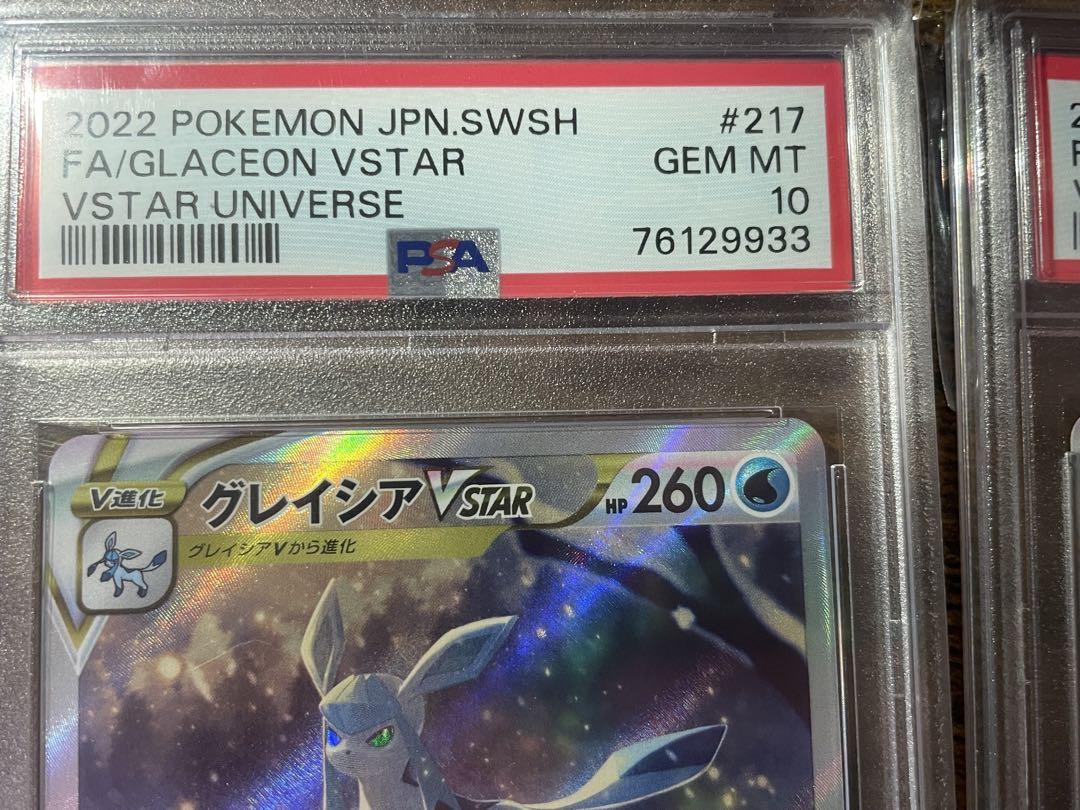 2022 POKEMON JPN.SWSH #217
FA/GLACEON VSTAR GEM MT
VSTAR UNIVERSE 10
PSA 76129933
V進化 グレイシアVSTAR HP 260
グレイシアVから進化